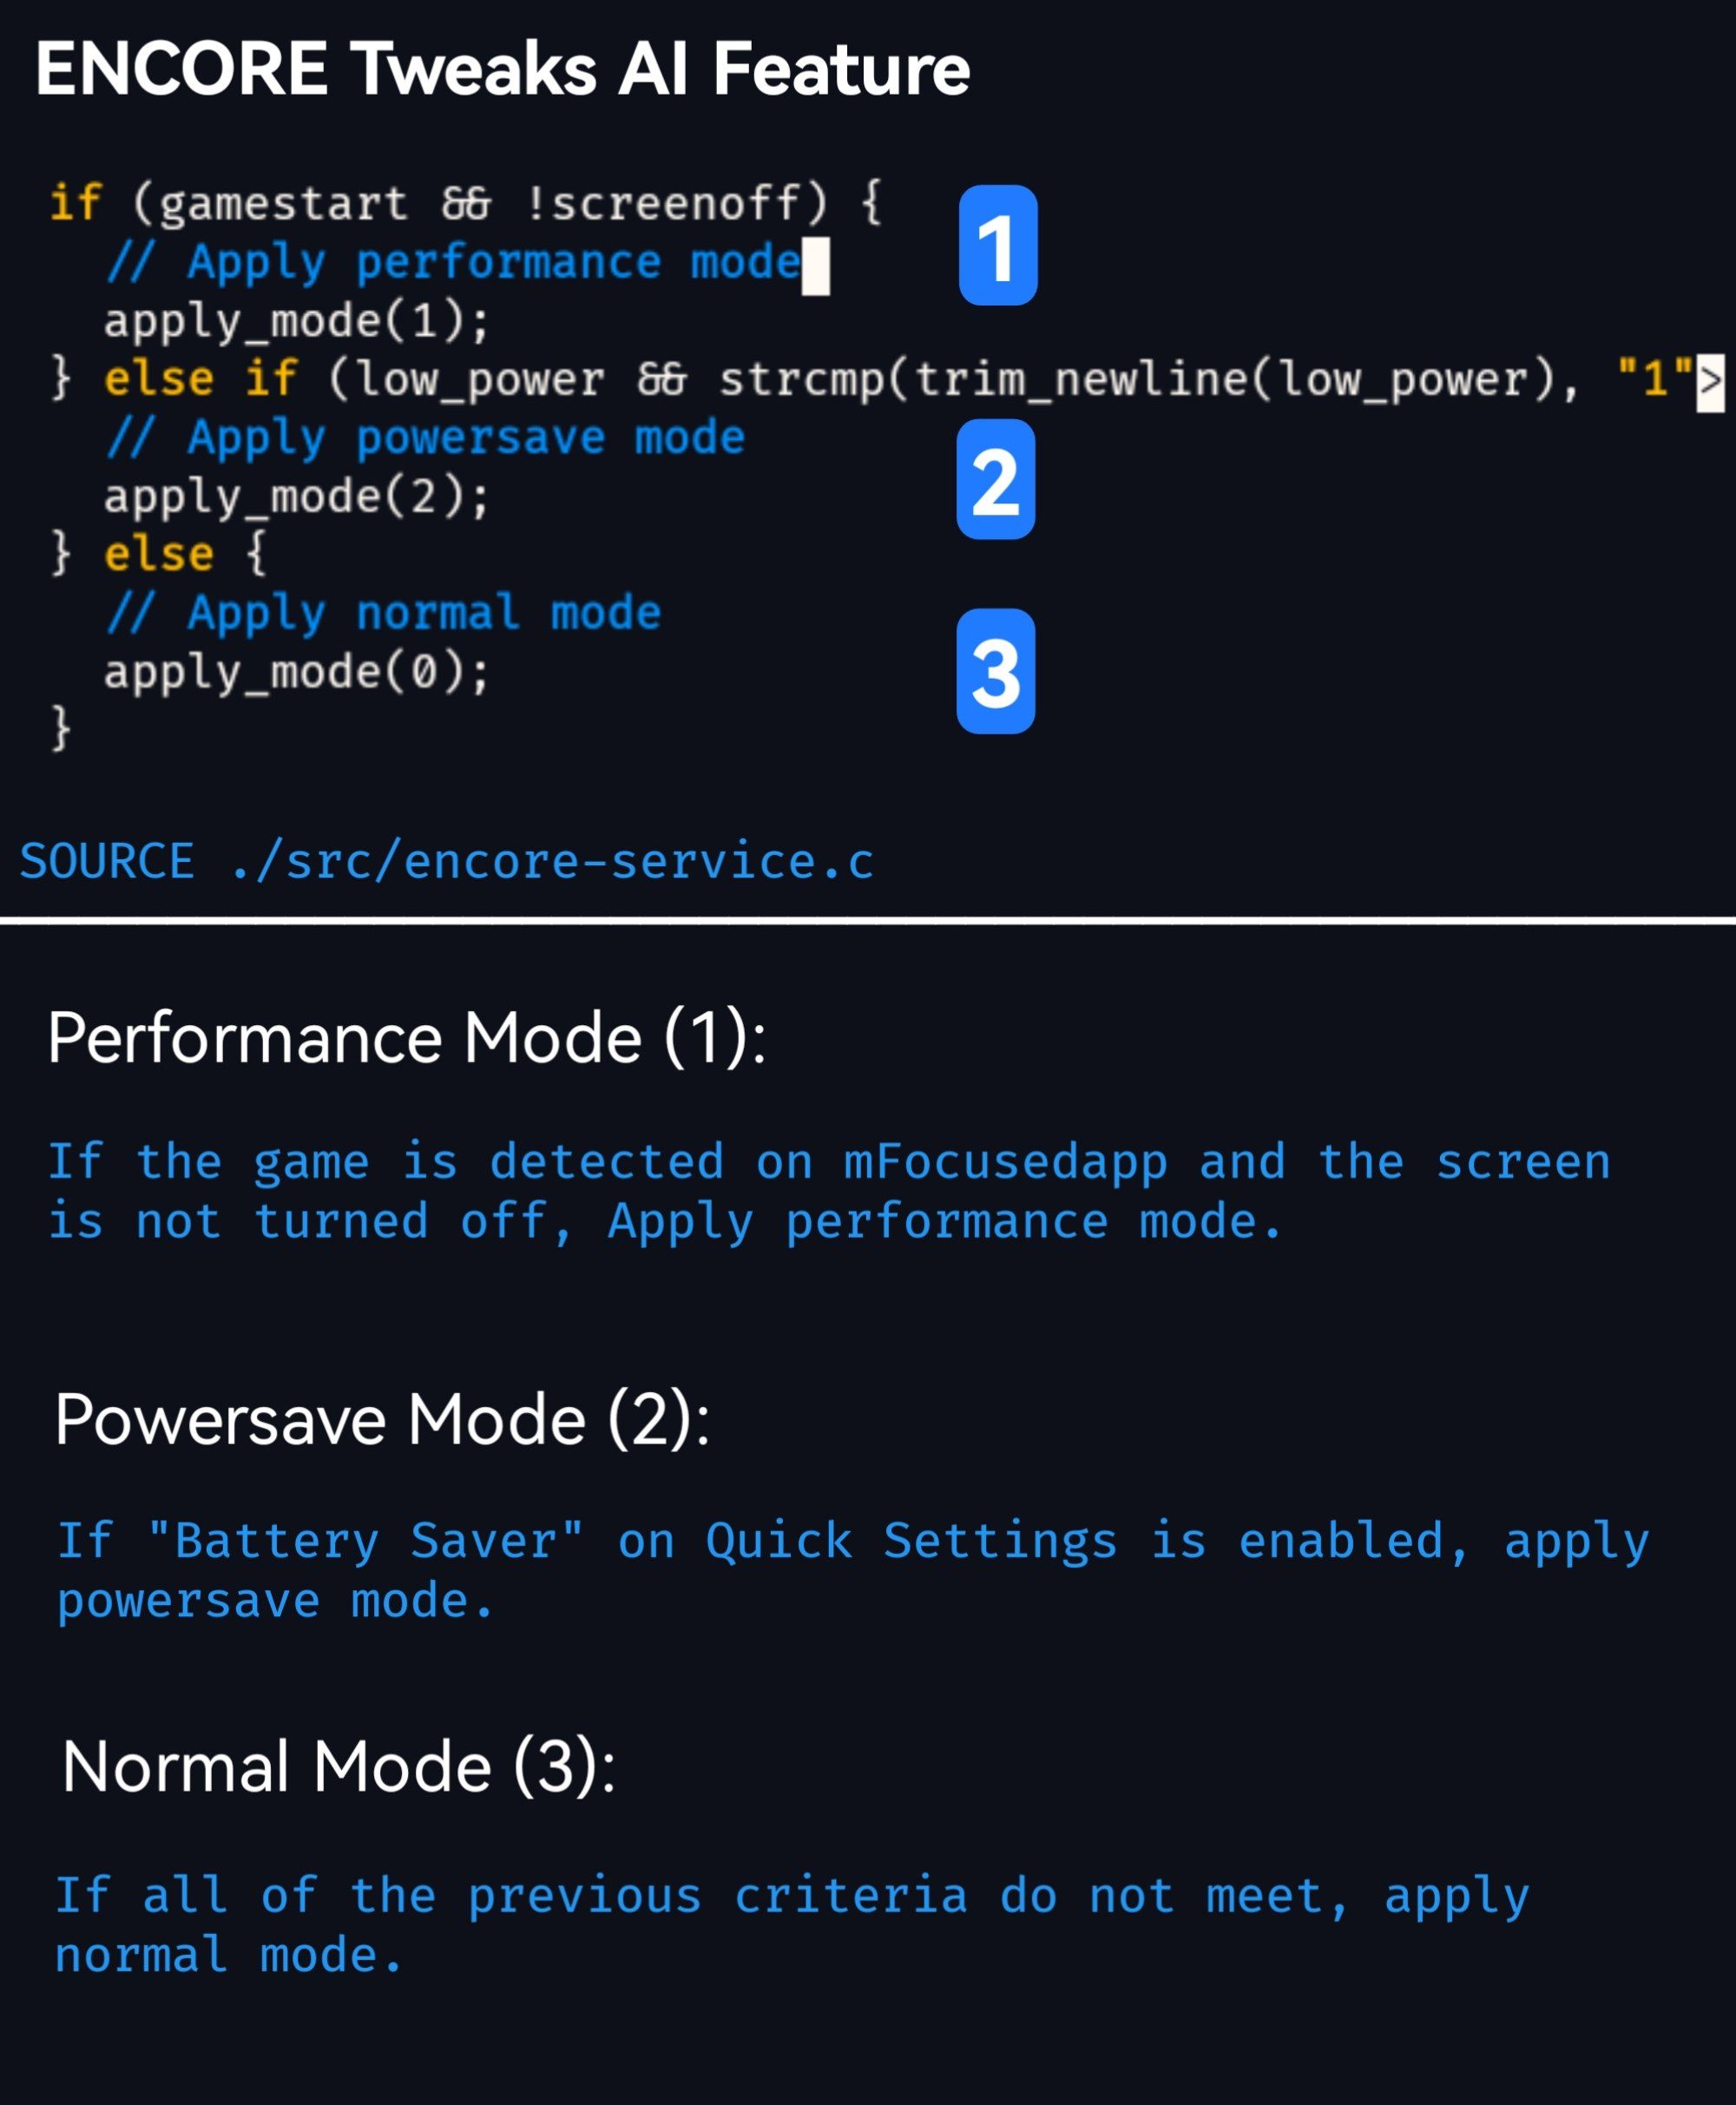 ENCORE Tweaks AI Feature
if (gamestart && !screenoff) {
1
// Apply performance mode
apply_mode(1);
} else if (low_power && strcmp(trim_newline(low_power), "1">
// Apply powersave mode
2
apply_mode(2);
} else {
// Apply normal mode
3
apply_mode(0);
}
SOURCE ./src/encore-service.c
Performance Mode (1):
If the game is detected on mFocusedapp and the screen
is not turned off, Apply performance mode.
Powersave Mode (2):
If "Battery Saver" on Quick Settings is enabled, apply
powersave mode.
Normal Mode (3):
If all of the previous criteria do not meet, apply
normal mode.